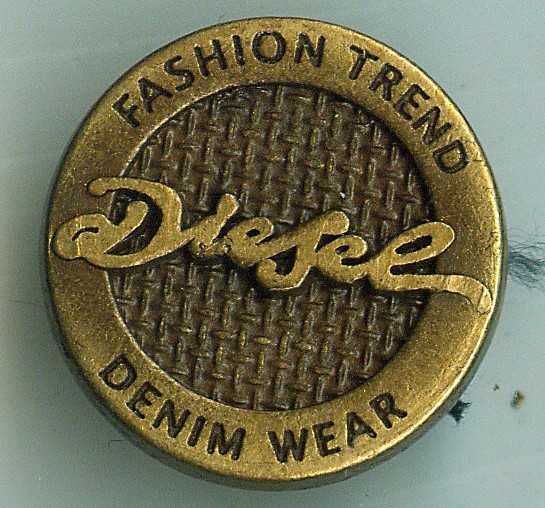 FASHION TREND
Diesel
DENIM WEAR